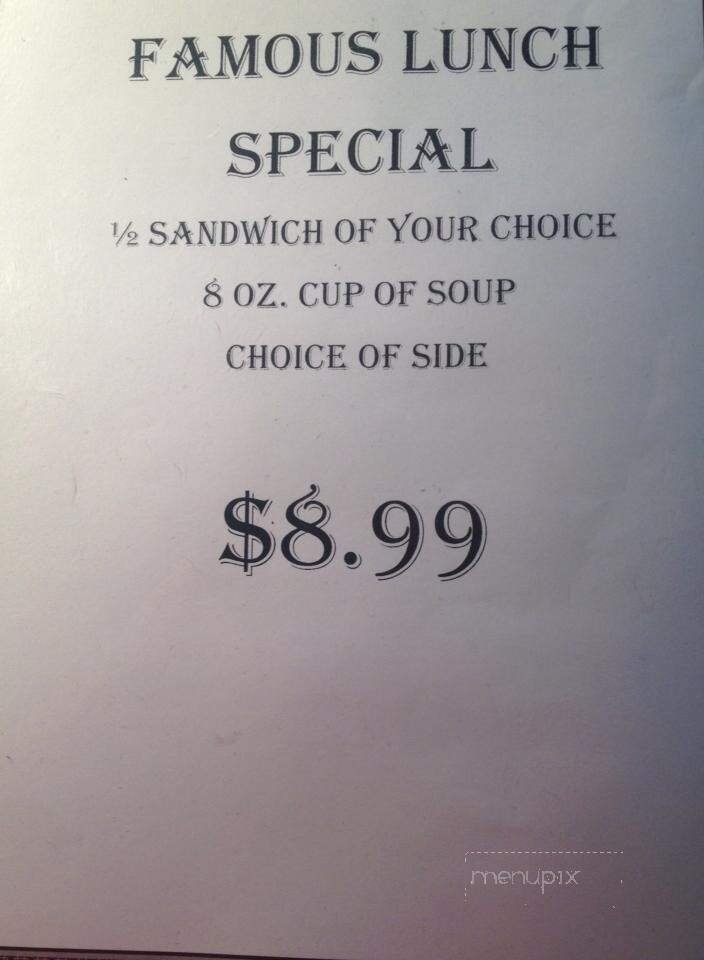 FAMOUS LUNCH
SPECIAL
½ SANDWICH OF YOUR CHOICE
8 OZ. CUP OF SOUP
CHOICE OF SIDE
$8.99
menupix